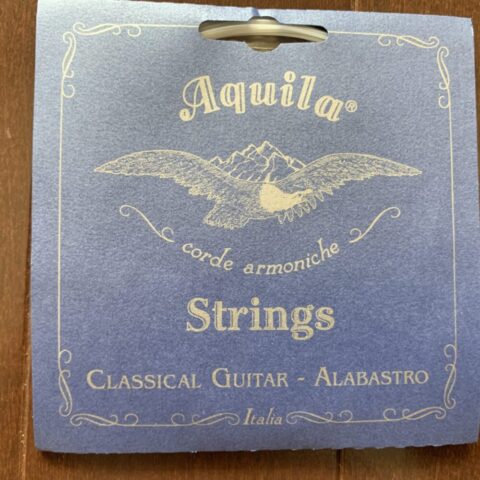 Aquila®
corde armoniche
Strings
Classical Guitar - Alabastro
Italia